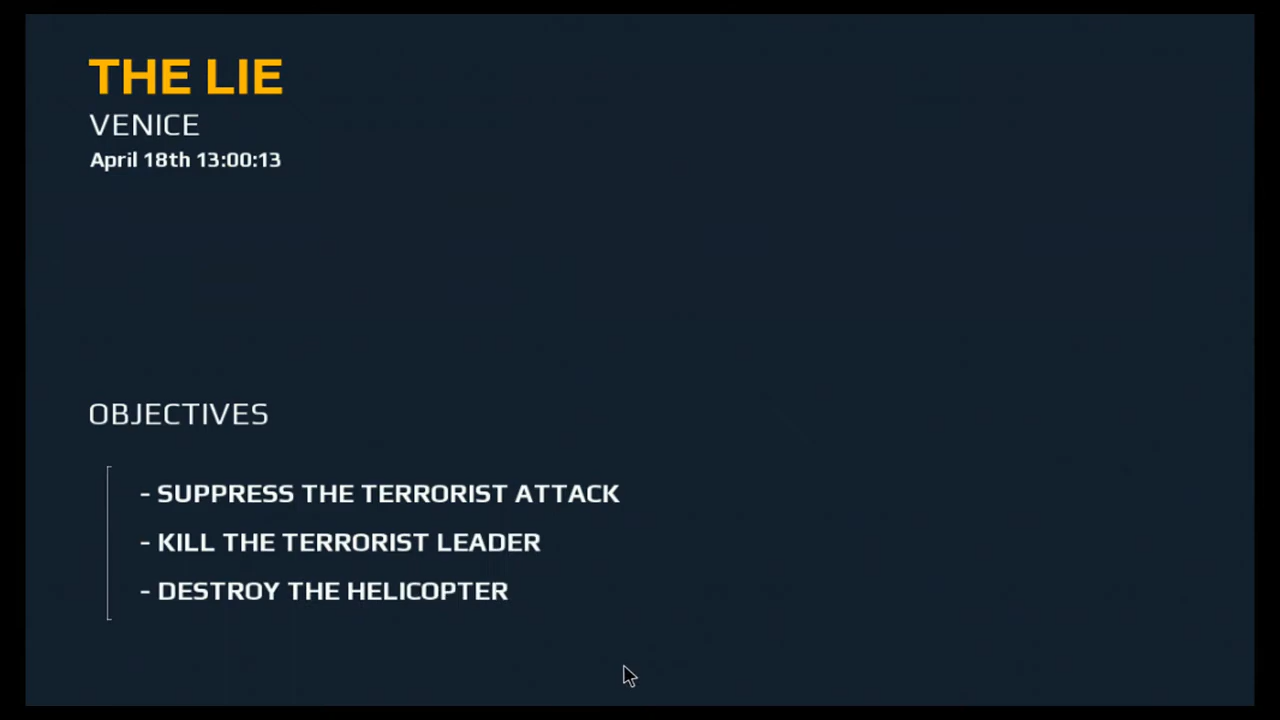 THE LIE
VENICE
April 18th 13:00:13
OBJECTIVES
- SUPPRESS THE TERRORIST ATTACK
- KILL THE TERRORIST LEADER
- DESTROY THE HELICOPTER